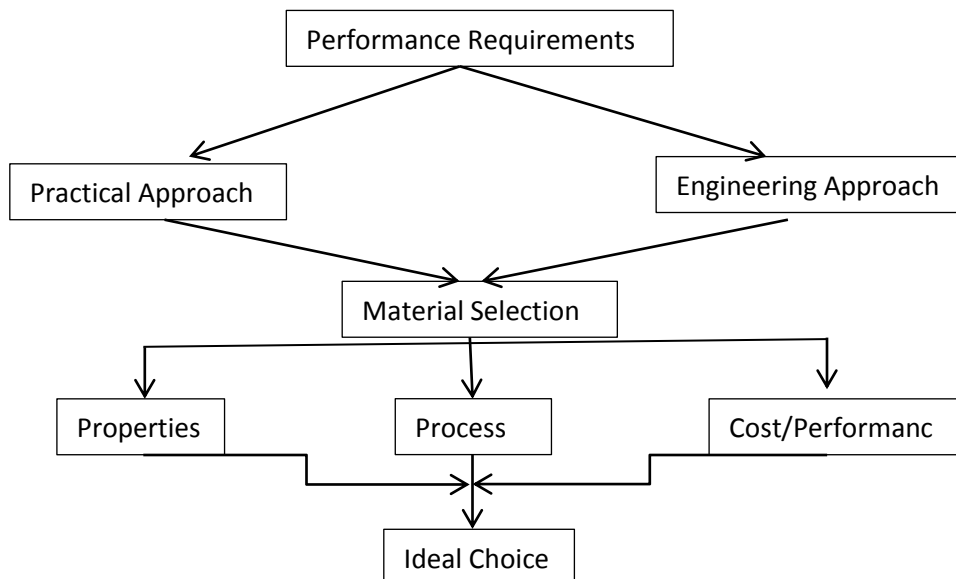 Performance Requirements
Practical Approach
Engineering Approach
Material Selection
Properties
Process
Cost/Performanc
Ideal Choice